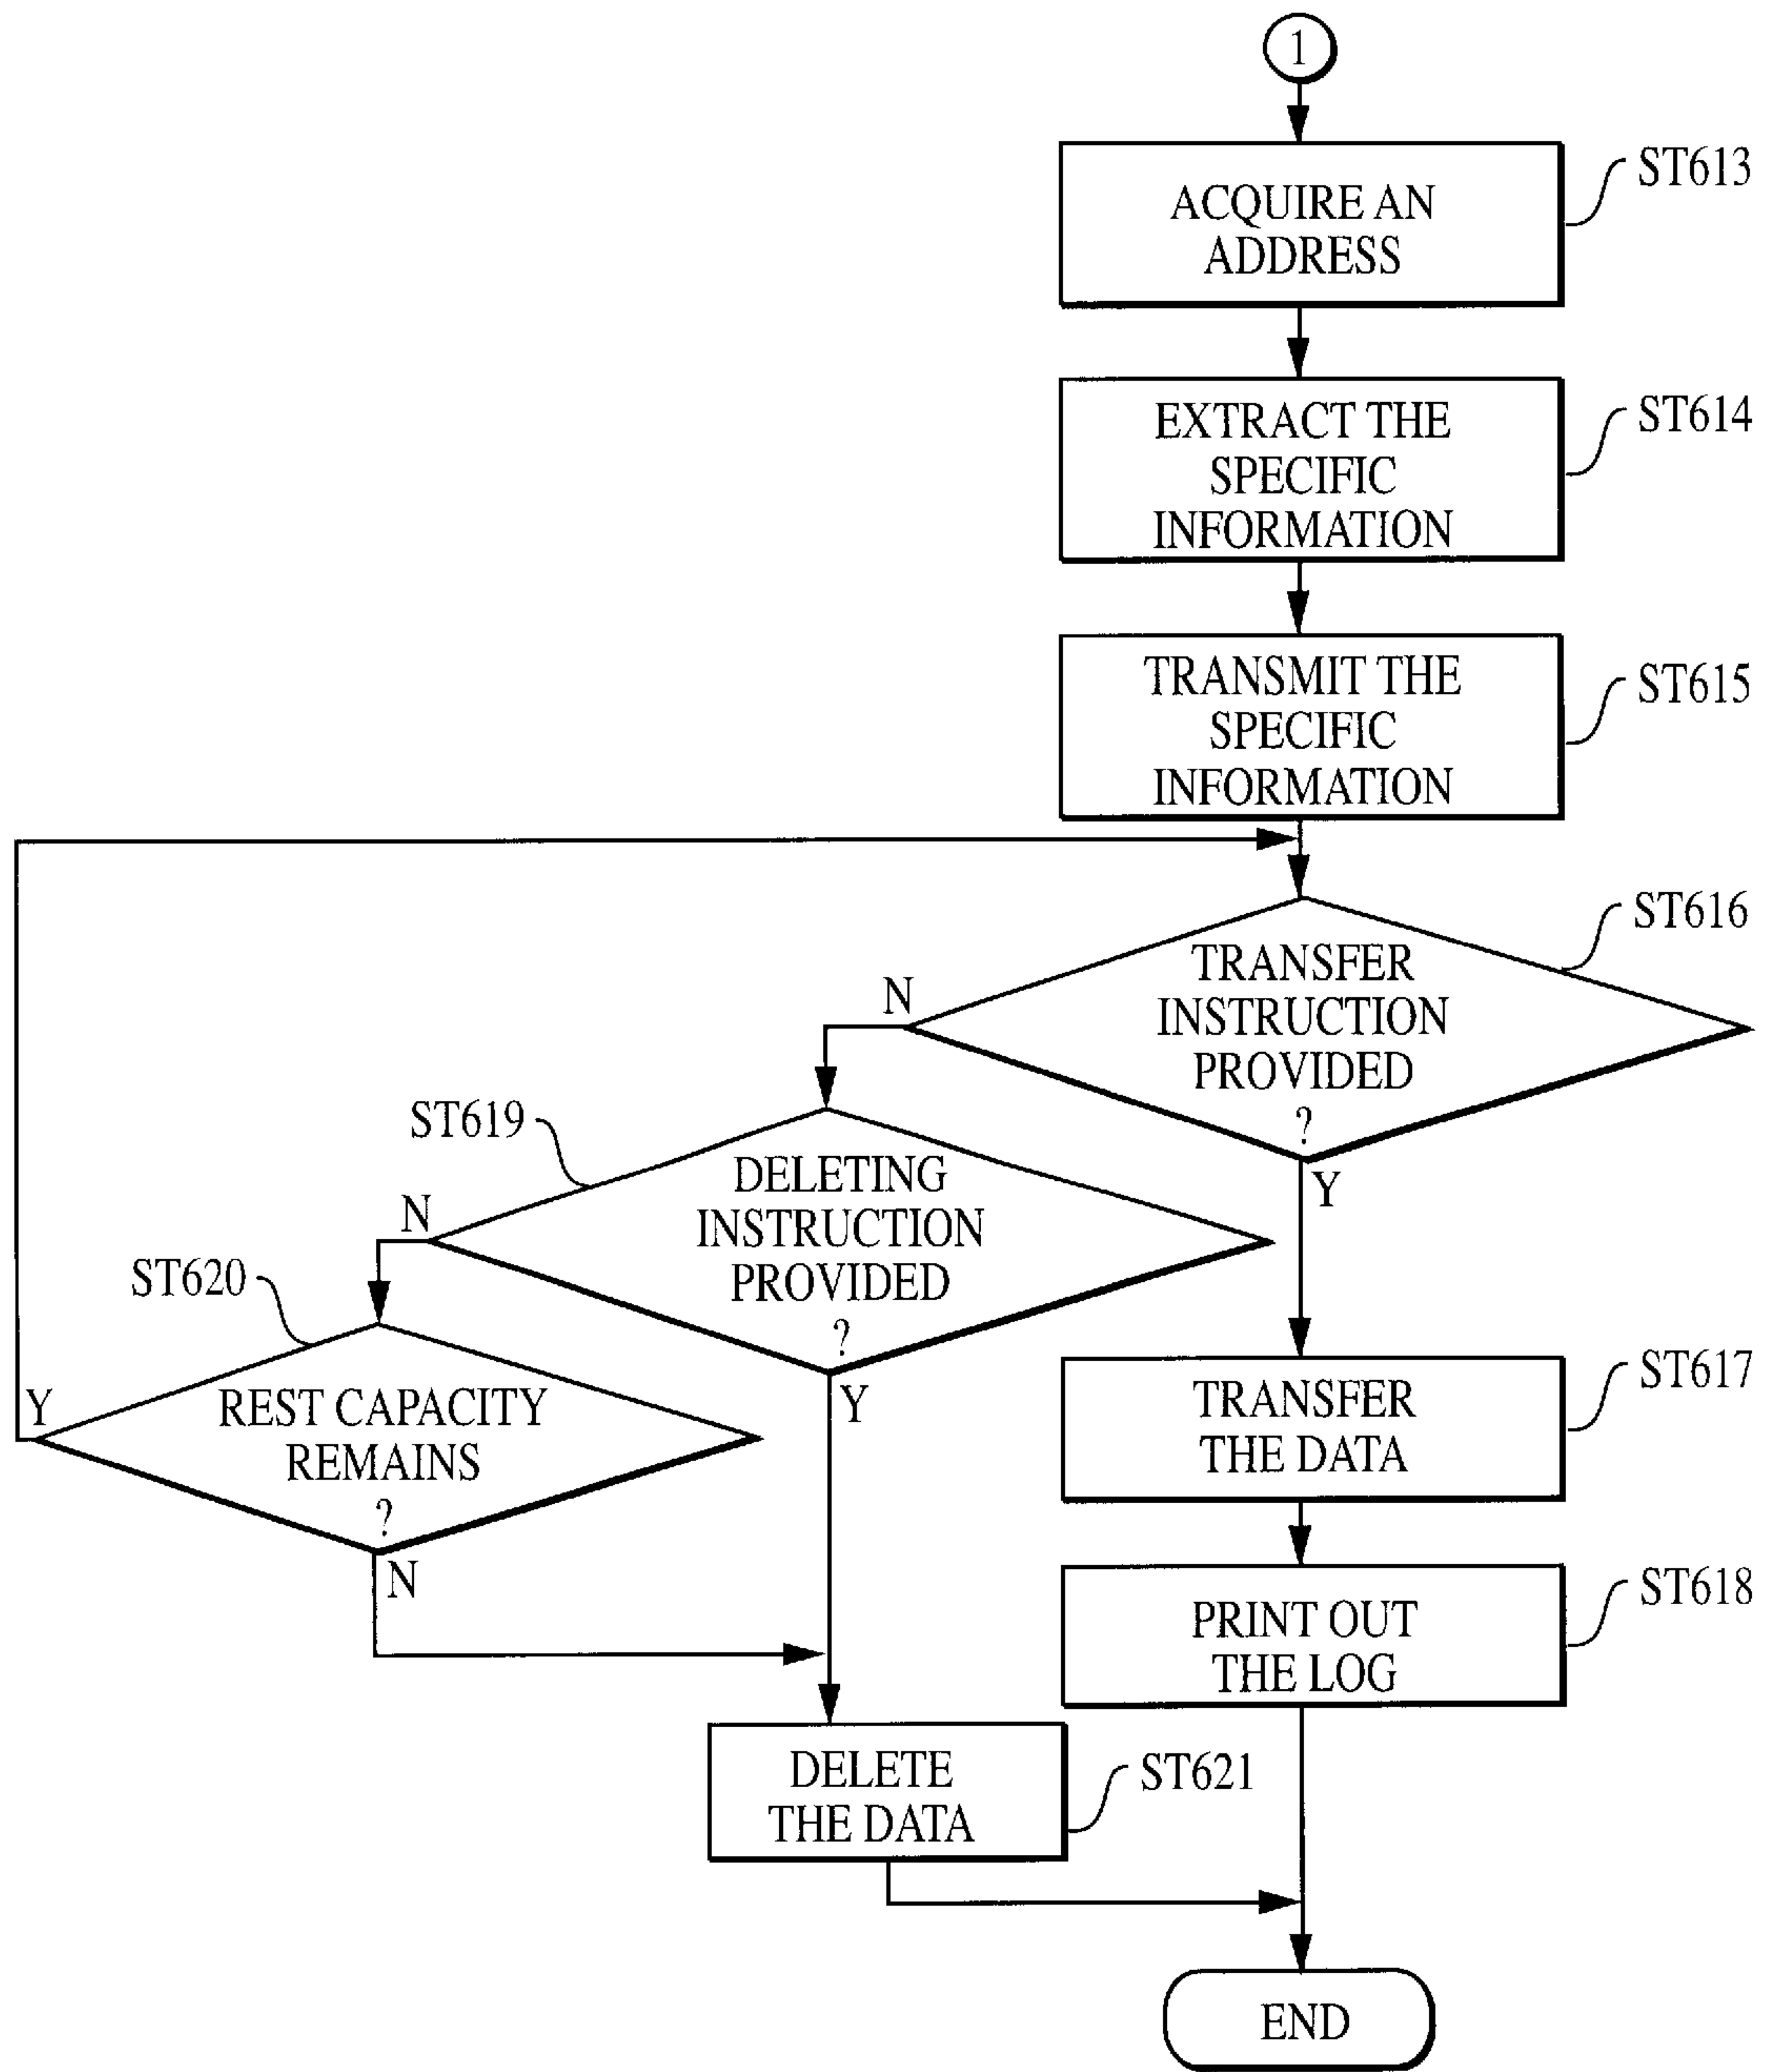 1
ACQUIRE AN
ADDRESS
ST613
EXTRACT THE
SPECIFIC
INFORMATION
ST614
TRANSMIT THE
SPECIFIC
INFORMATION
ST615
TRANSFER
INSTRUCTION
PROVIDED
?
ST616
N
Y
ST619
DELETING
INSTRUCTION
PROVIDED
?
N
Y
ST620
REST CAPACITY
REMAINS
?
Y
N
TRANSFER
THE DATA
ST617
PRINT OUT
THE LOG
ST618
DELETE
THE DATA
ST621
END